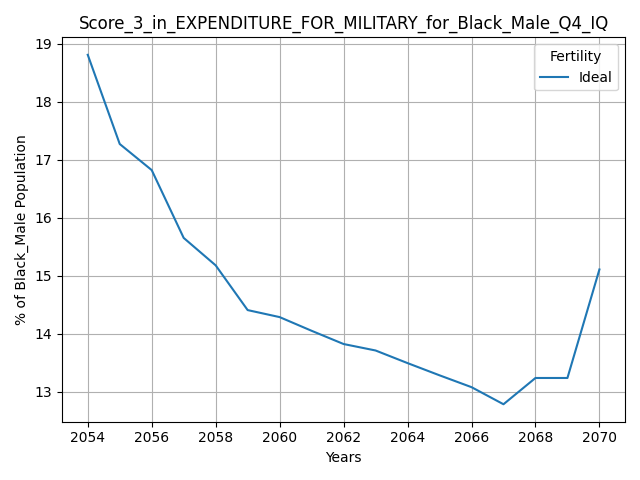 Score_3_in_EXPENDITURE_FOR_MILITARY_for_Black_Male_Q4_IQ
19
18
17
16
15
14
13
% of Black_Male Population
Fertility
Ideal
2054 2056 2058 2060 2062 2064 2066 2068 2070
Years